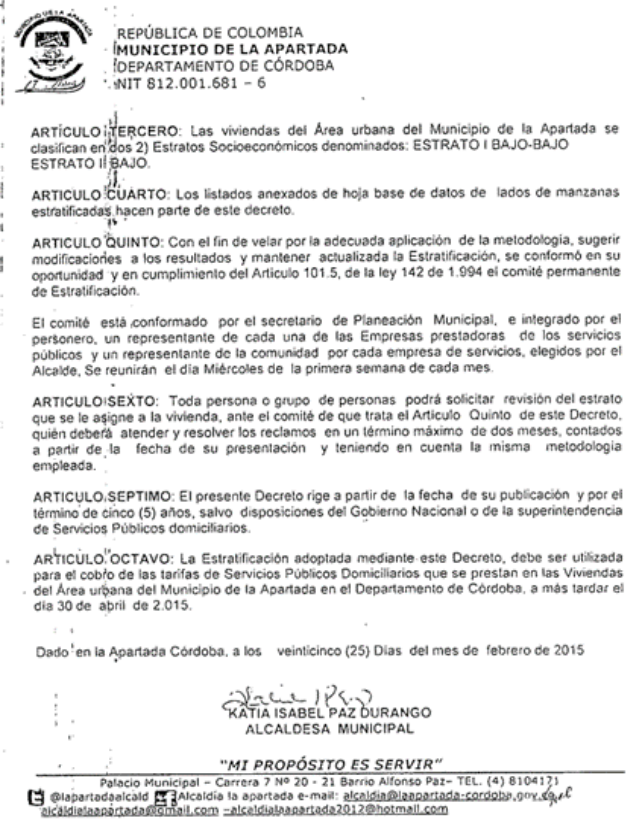 REPÚBLICA DE COLOMBIA
MUNICIPIO DE LA APARTADA
DEPARTAMENTO DE CÓRDOBA
NIT 812.001.681 – 6
ARTÍCULO TERCERO: Las viviendas del Área urbana del Municipio de la Apartada se
clasifican en dos 2) Estratos Socioeconómicos denominados: ESTRATO I BAJO-BAJO
ESTRATO II BAJO.
ARTICULO CUARTO: Los listados anexados de hoja base de datos de lados de manzanas
estratificadas hacen parte de este decreto.
ARTICULO QUINTO: Con el fin de velar por la adecuada aplicación de la metodología, sugerir
modificaciones a los resultados y mantener actualizada la Estratificación, se conformó en su
oportunidad y en cumplimiento del Articulo 101.5, de la ley 142 de 1.994 el comité permanente
de Estratificación.
El comité está conformado por el secretario de Planeación Municipal, e integrado por el
personero, un representante de cada una de las Empresas prestadoras de los servicios
públicos y un representante de la comunidad por cada empresa de servicios, elegidos por el
Alcalde, Se reunirán el día Miércoles de la primera semana de cada mes.
ARTICULO SEXTO: Toda persona o grupo de personas podrá solicitar revisión del estrato
que se le asigne a la vivienda, ante el comité de que trata el Articulo Quinto de este Decreto,
quién deberá atender y resolver los reclamos en un término máximo de dos meses, contados
a partir de la fecha de su presentación y teniendo en cuenta la misma metodología
empleada.
ARTICULO SEPTIMO: El presente Decreto rige a partir de la fecha de su publicación y por el
término de cinco (5) años, salvo disposiciones del Gobierno Nacional o de la superintendencia
de Servicios Públicos domiciliarios.
ARTÍCULO OCTAVO: La Estratificación adoptada mediante este Decreto, debe ser utilizada
para el cobro de las tarifas de Servicios Públicos Domiciliarios que se prestan en las Viviendas
del Área urbana del Municipio de la Apartada en el Departamento de Córdoba, a más tardar el
día 30 de abril de 2.015.
Dado en la Apartada Córdoba, a los veinticinco (25) Días del mes de febrero de 2015
KATIA ISABEL PAZ DURANGO
ALCALDESA MUNICIPAL
"MI PROPÓSITO ES SERVIR"
Palacio Municipal – Carrera 7 Nº 20 - 21 Barrio Alfonso Paz– TEL. (4) 8104171
@lapartadaalcald Alcaldía la apartada e-mail: alcaldia@laapartada-cordoba.gov.co
alcaldialaapartada@gmail.com –alcaldialaapartada2012@hotmail.com